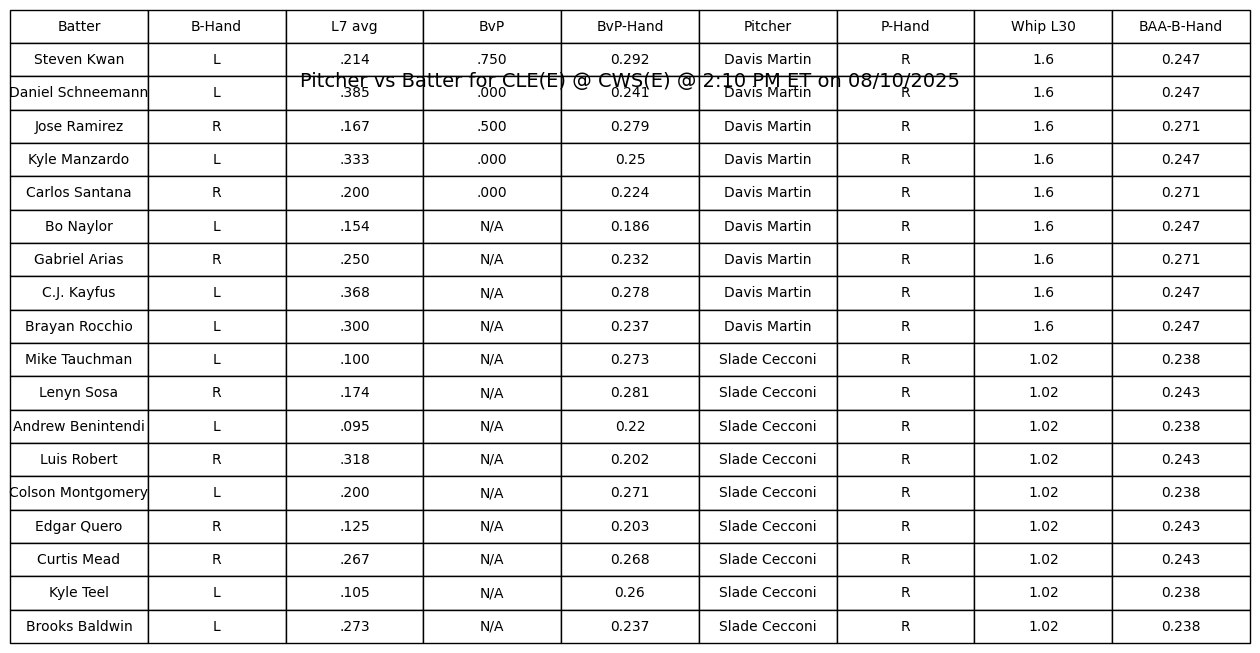 Batter B-Hand L7 avg BvP BvP-Hand Pitcher P-Hand Whip L30 BAA-B-Hand
Steven Kwan L .214 .750 0.292 Davis Martin R 1.6 0.247
Pitcher vs Batter for CLE(E) @ CWS(E) @ 2:10 PM ET on 08/10/2025
Daniel Schneemann L .385 .000 0.241 Davis Martin R 1.6 0.247
Jose Ramirez R .167 .500 0.279 Davis Martin R 1.6 0.271
Kyle Manzardo L .333 .000 0.25 Davis Martin R 1.6 0.247
Carlos Santana R .200 .000 0.224 Davis Martin R 1.6 0.271
Bo Naylor L .154 N/A 0.186 Davis Martin R 1.6 0.247
Gabriel Arias R .250 N/A 0.232 Davis Martin R 1.6 0.271
C.J. Kayfus L .368 N/A 0.278 Davis Martin R 1.6 0.247
Brayan Rocchio L .300 N/A 0.237 Davis Martin R 1.6 0.247
Mike Tauchman L .100 N/A 0.273 Slade Cecconi R 1.02 0.238
Lenyn Sosa R .174 N/A 0.281 Slade Cecconi R 1.02 0.243
Andrew Benintendi L .095 N/A 0.22 Slade Cecconi R 1.02 0.238
Luis Robert R .318 N/A 0.202 Slade Cecconi R 1.02 0.243
Colson Montgomery L .200 N/A 0.271 Slade Cecconi R 1.02 0.238
Edgar Quero R .125 N/A 0.203 Slade Cecconi R 1.02 0.243
Curtis Mead R .267 N/A 0.268 Slade Cecconi R 1.02 0.243
Kyle Teel L .105 N/A 0.26 Slade Cecconi R 1.02 0.238
Brooks Baldwin L .273 N/A 0.237 Slade Cecconi R 1.02 0.238